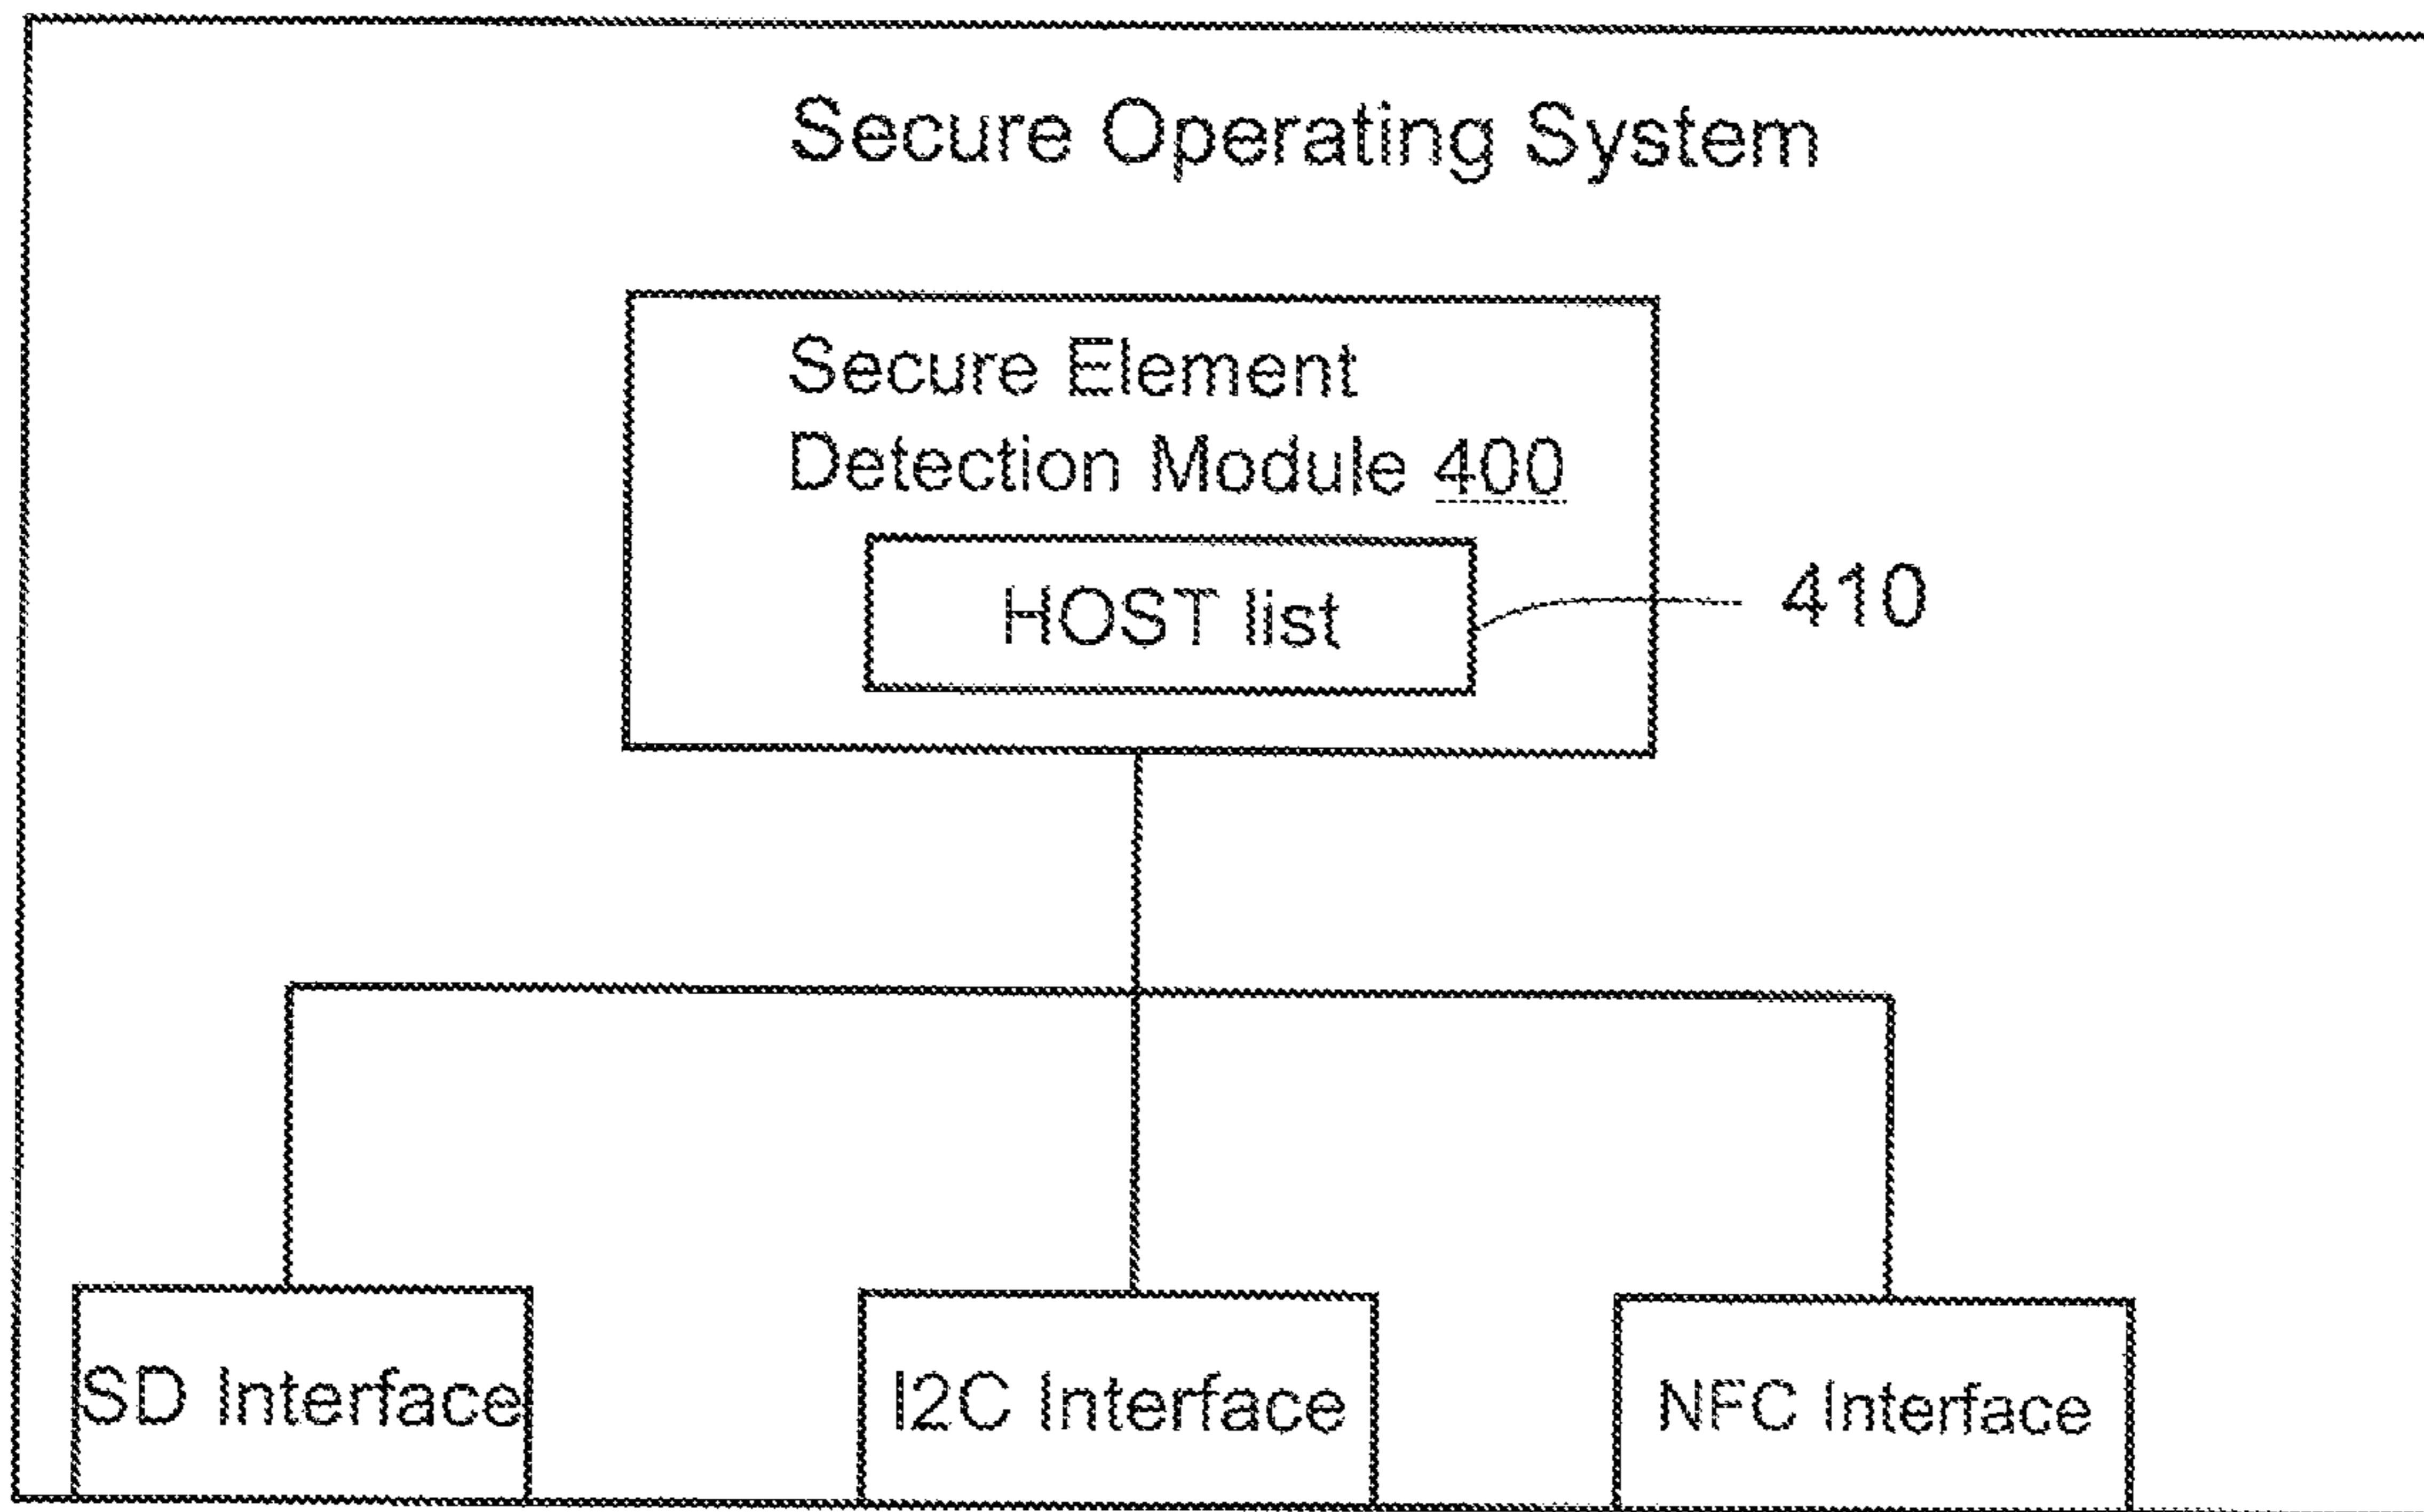 Secure Operating System
Secure Element
Detection Module 400
HOST list
410
SD Interface
I2C Interface
NFC Interface